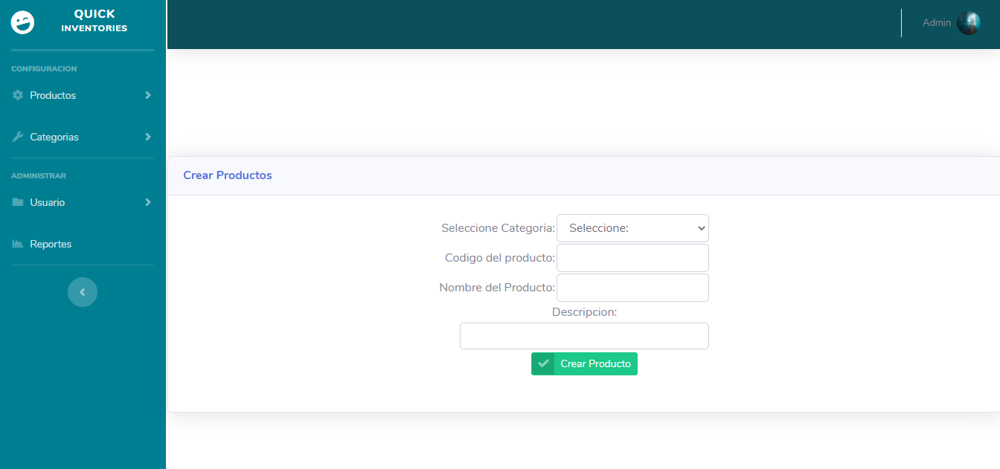 QUICK
INVENTORIES
Admin
CONFIGURACION
Productos
Categorias
ADMINISTRAR
Usuario
Reportes
Crear Productos
Seleccione Categoria: Seleccione:
Codigo del producto:
Nombre del Producto:
Descripcion:
Crear Producto